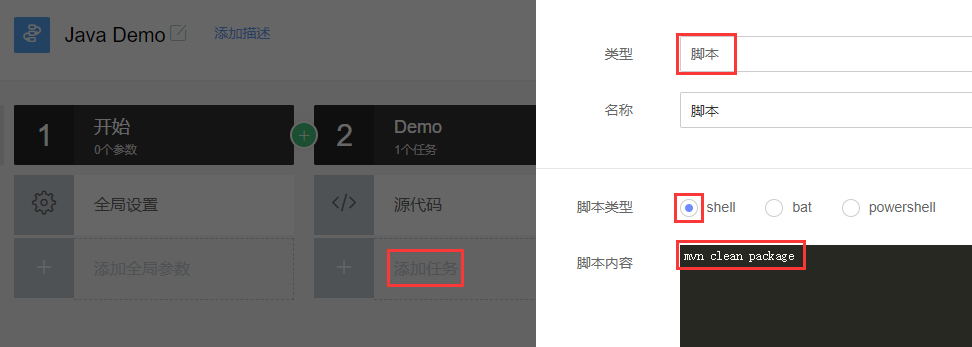 Java Demo 添加描述
1 开始
0个参数
2 Demo
1个任务
全局设置
</> 源代码
添加全局参数
添加任务
类型 脚本
名称 脚本
脚本类型 shell bat powershell
脚本内容 mvn clean package